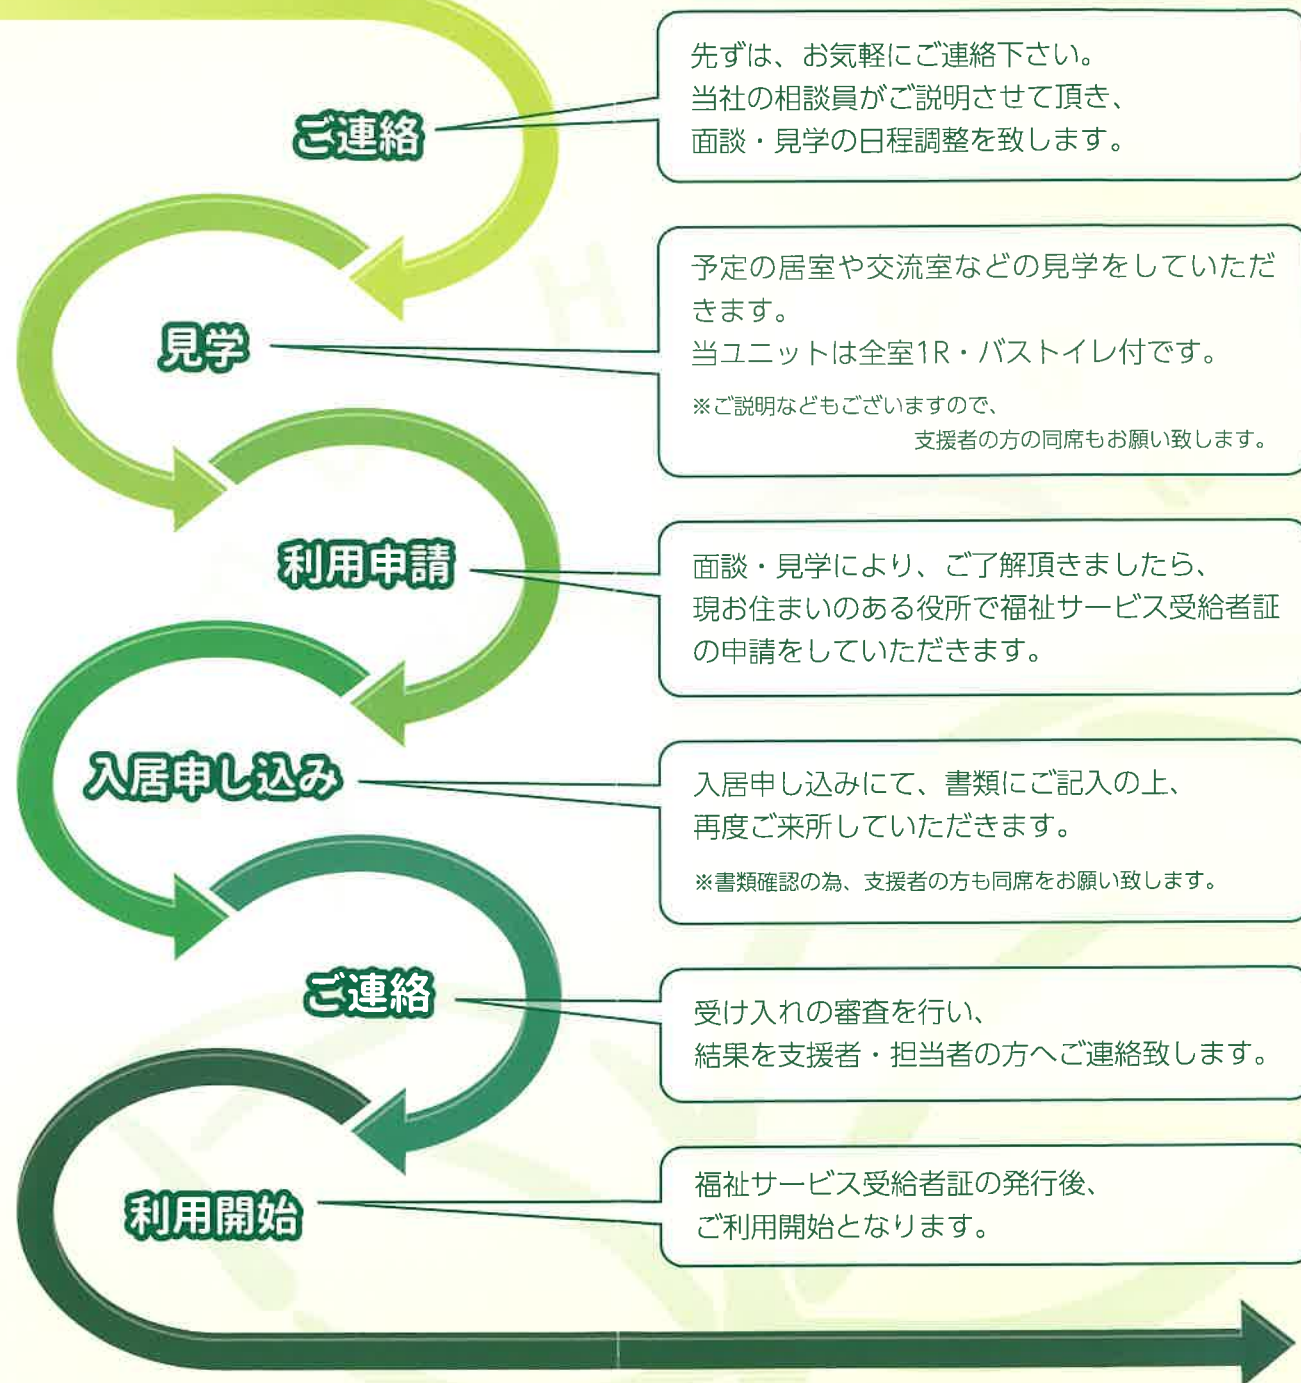 ご連絡
先ずは、お気軽にご連絡下さい。
当社の相談員がご説明させて頂き、
面談・見学の日程調整を致します。
見学
予定の居室や交流室などの見学をしていただ
きます。
当ユニットは全室1R・バストイレ付です。
※ご説明などもございますので、
支援者の方の同席もお願い致します。
利用申請
面談・見学により、ご了解頂きましたら、
現お住まいのある役所で福祉サービス受給者証
の申請をしていただきます。
入居申し込み
入居申し込みにて、書類にご記入の上、
再度ご来所していただきます。
※書類確認の為、支援者の方も同席をお願い致します。
ご連絡
受け入れの審査を行い、
結果を支援者・担当者の方へご連絡致します。
利用開始
福祉サービス受給者証の発行後、
ご利用開始となります。